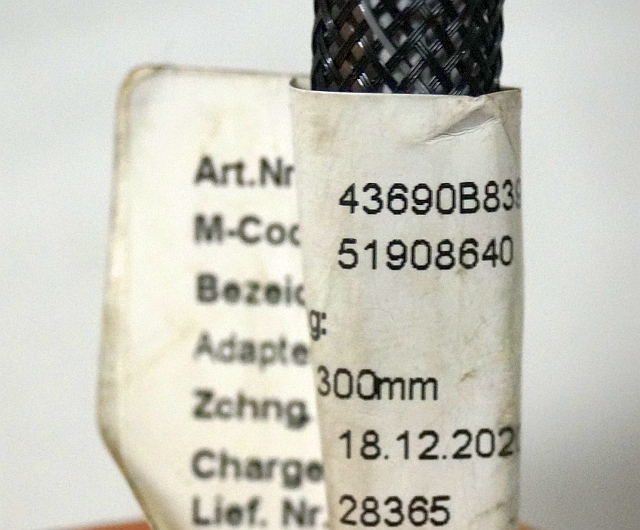 Art.Nr 43690B839
M-Coc 51908640
Bezeic g:
Adapte 300mm
Zchng.
Charge 18.12.202
Lief. Nr. 28365